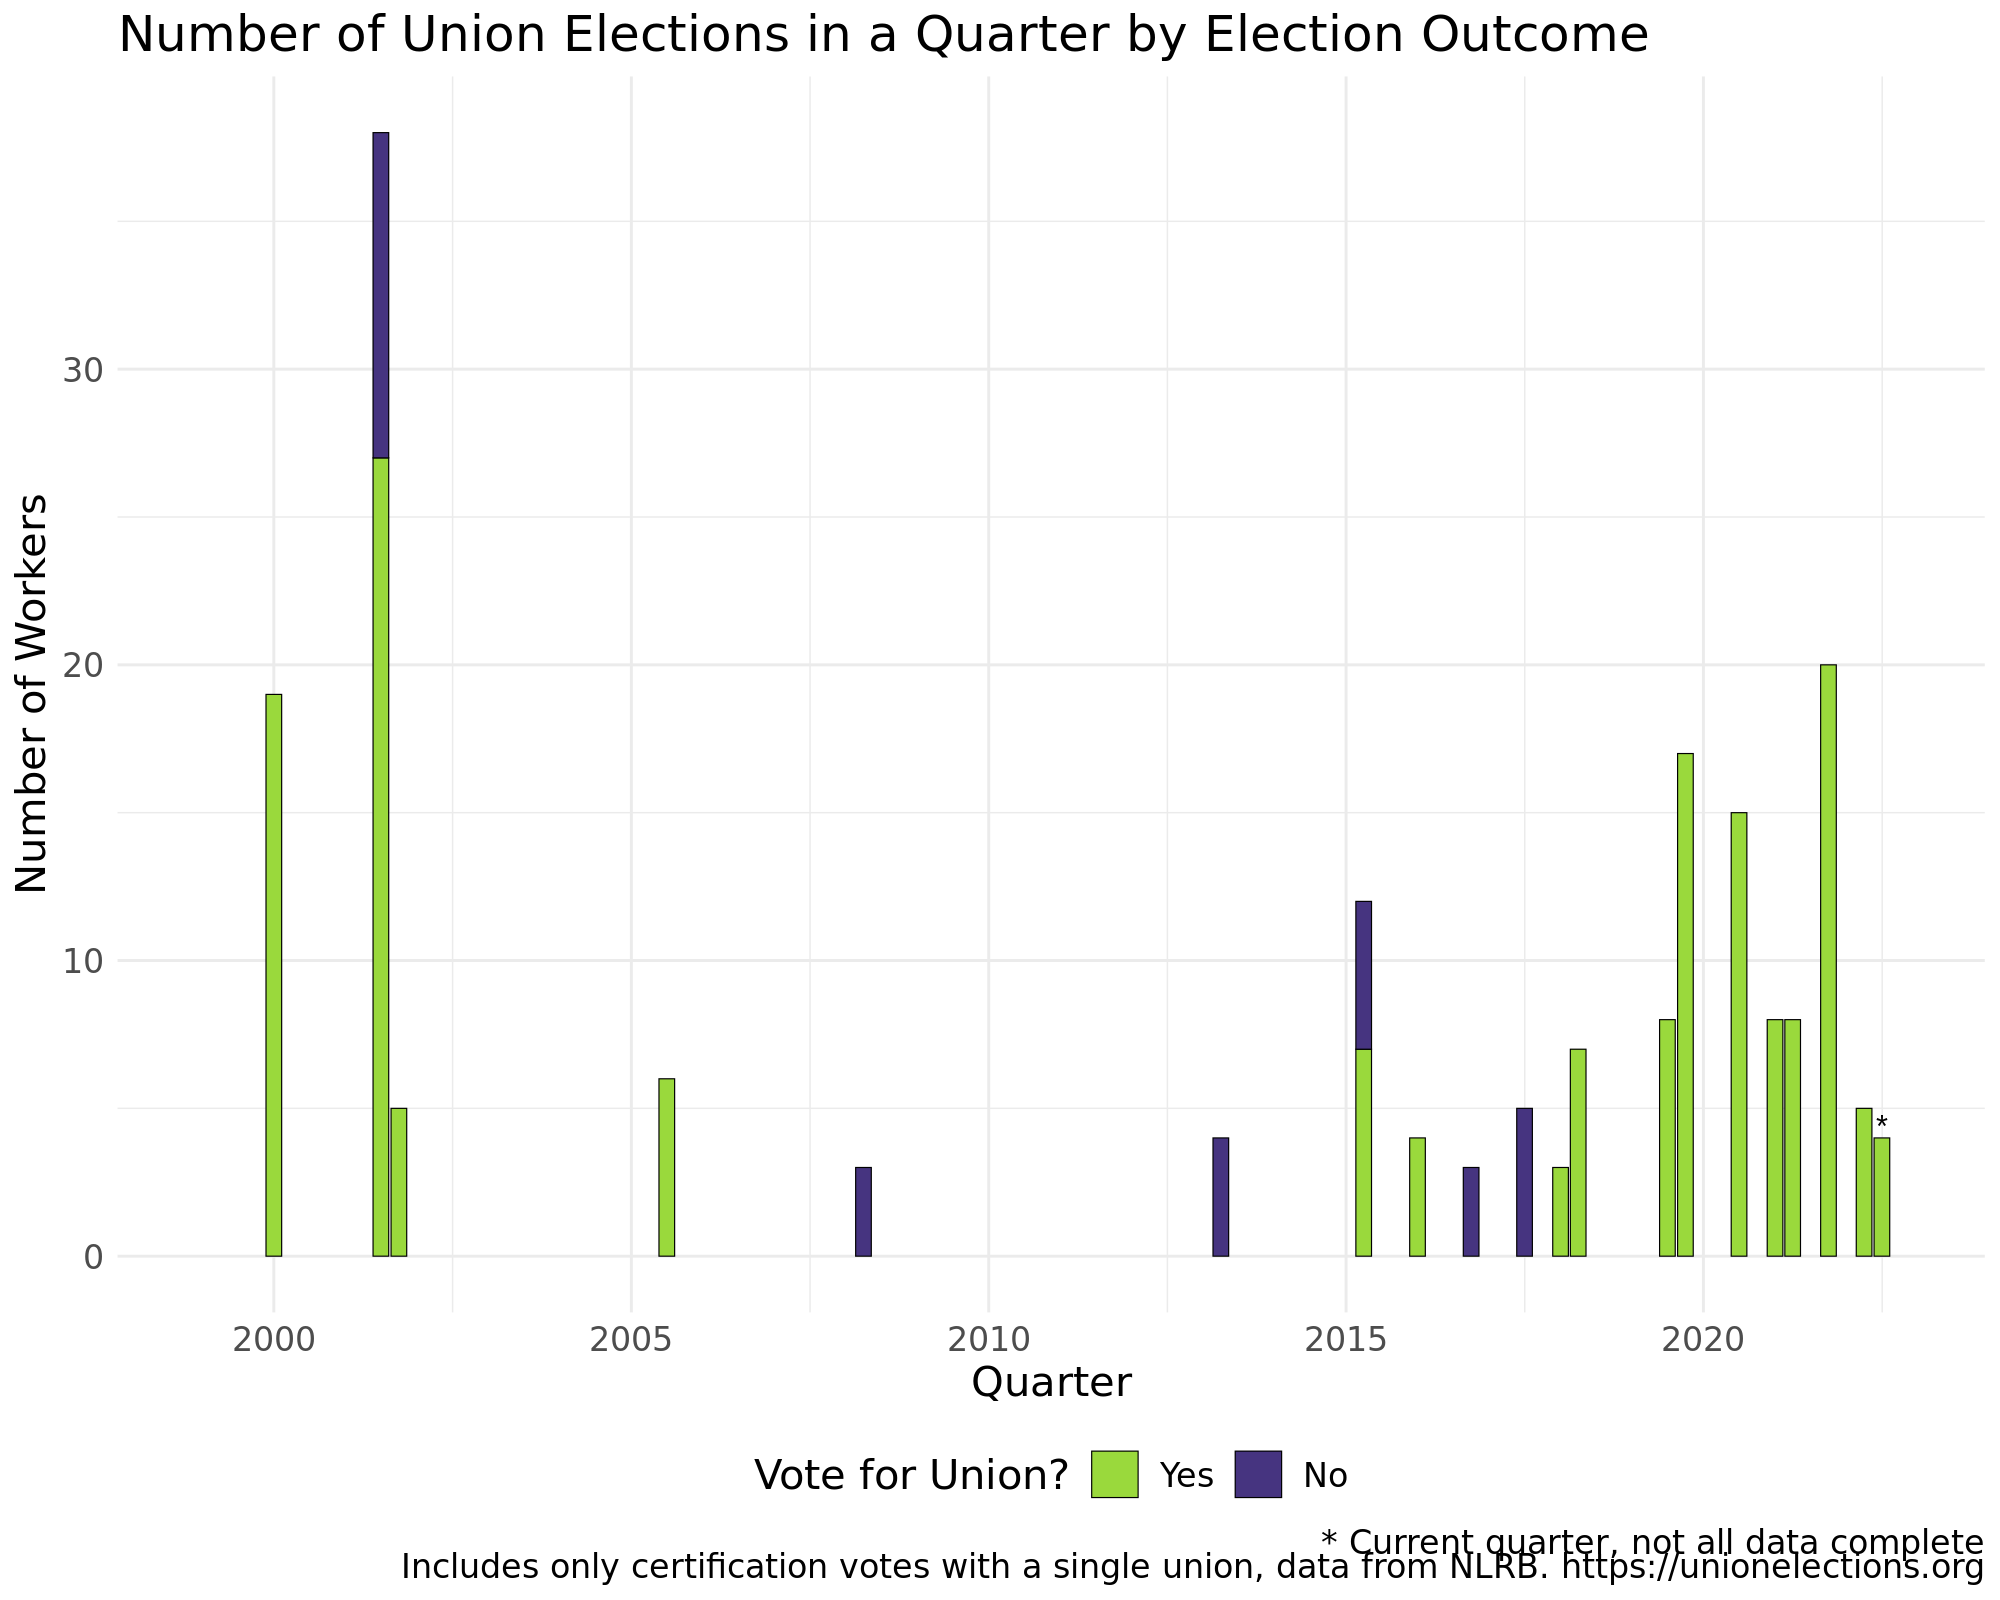 Number of Union Elections in a Quarter by Election Outcome
Number of Workers
30
20
10
0
*
2000 2005 2010 2015 2020
Quarter
Vote for Union? Yes No
* Current quarter, not all data complete
Includes only certification votes with a single union, data from NLRB. https://unionelections.org